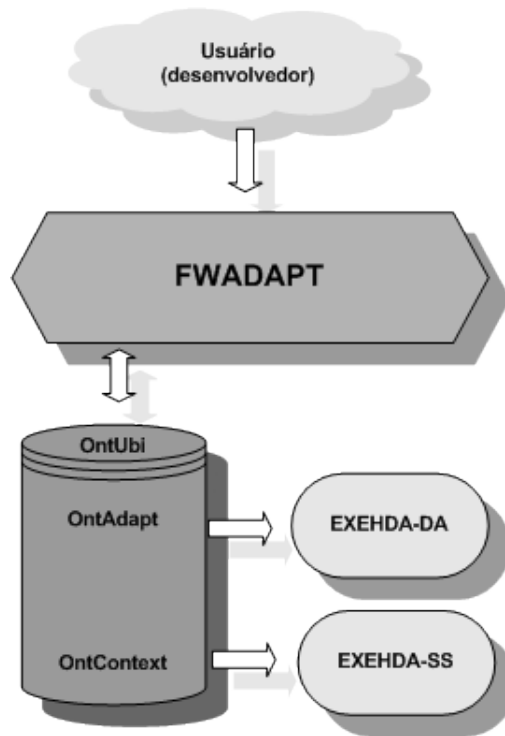 Usuário
(desenvolvedor)
FWADAPT
OntUbi
OntAdapt
EXEHDA-DA
OntContext
EXEHDA-SS